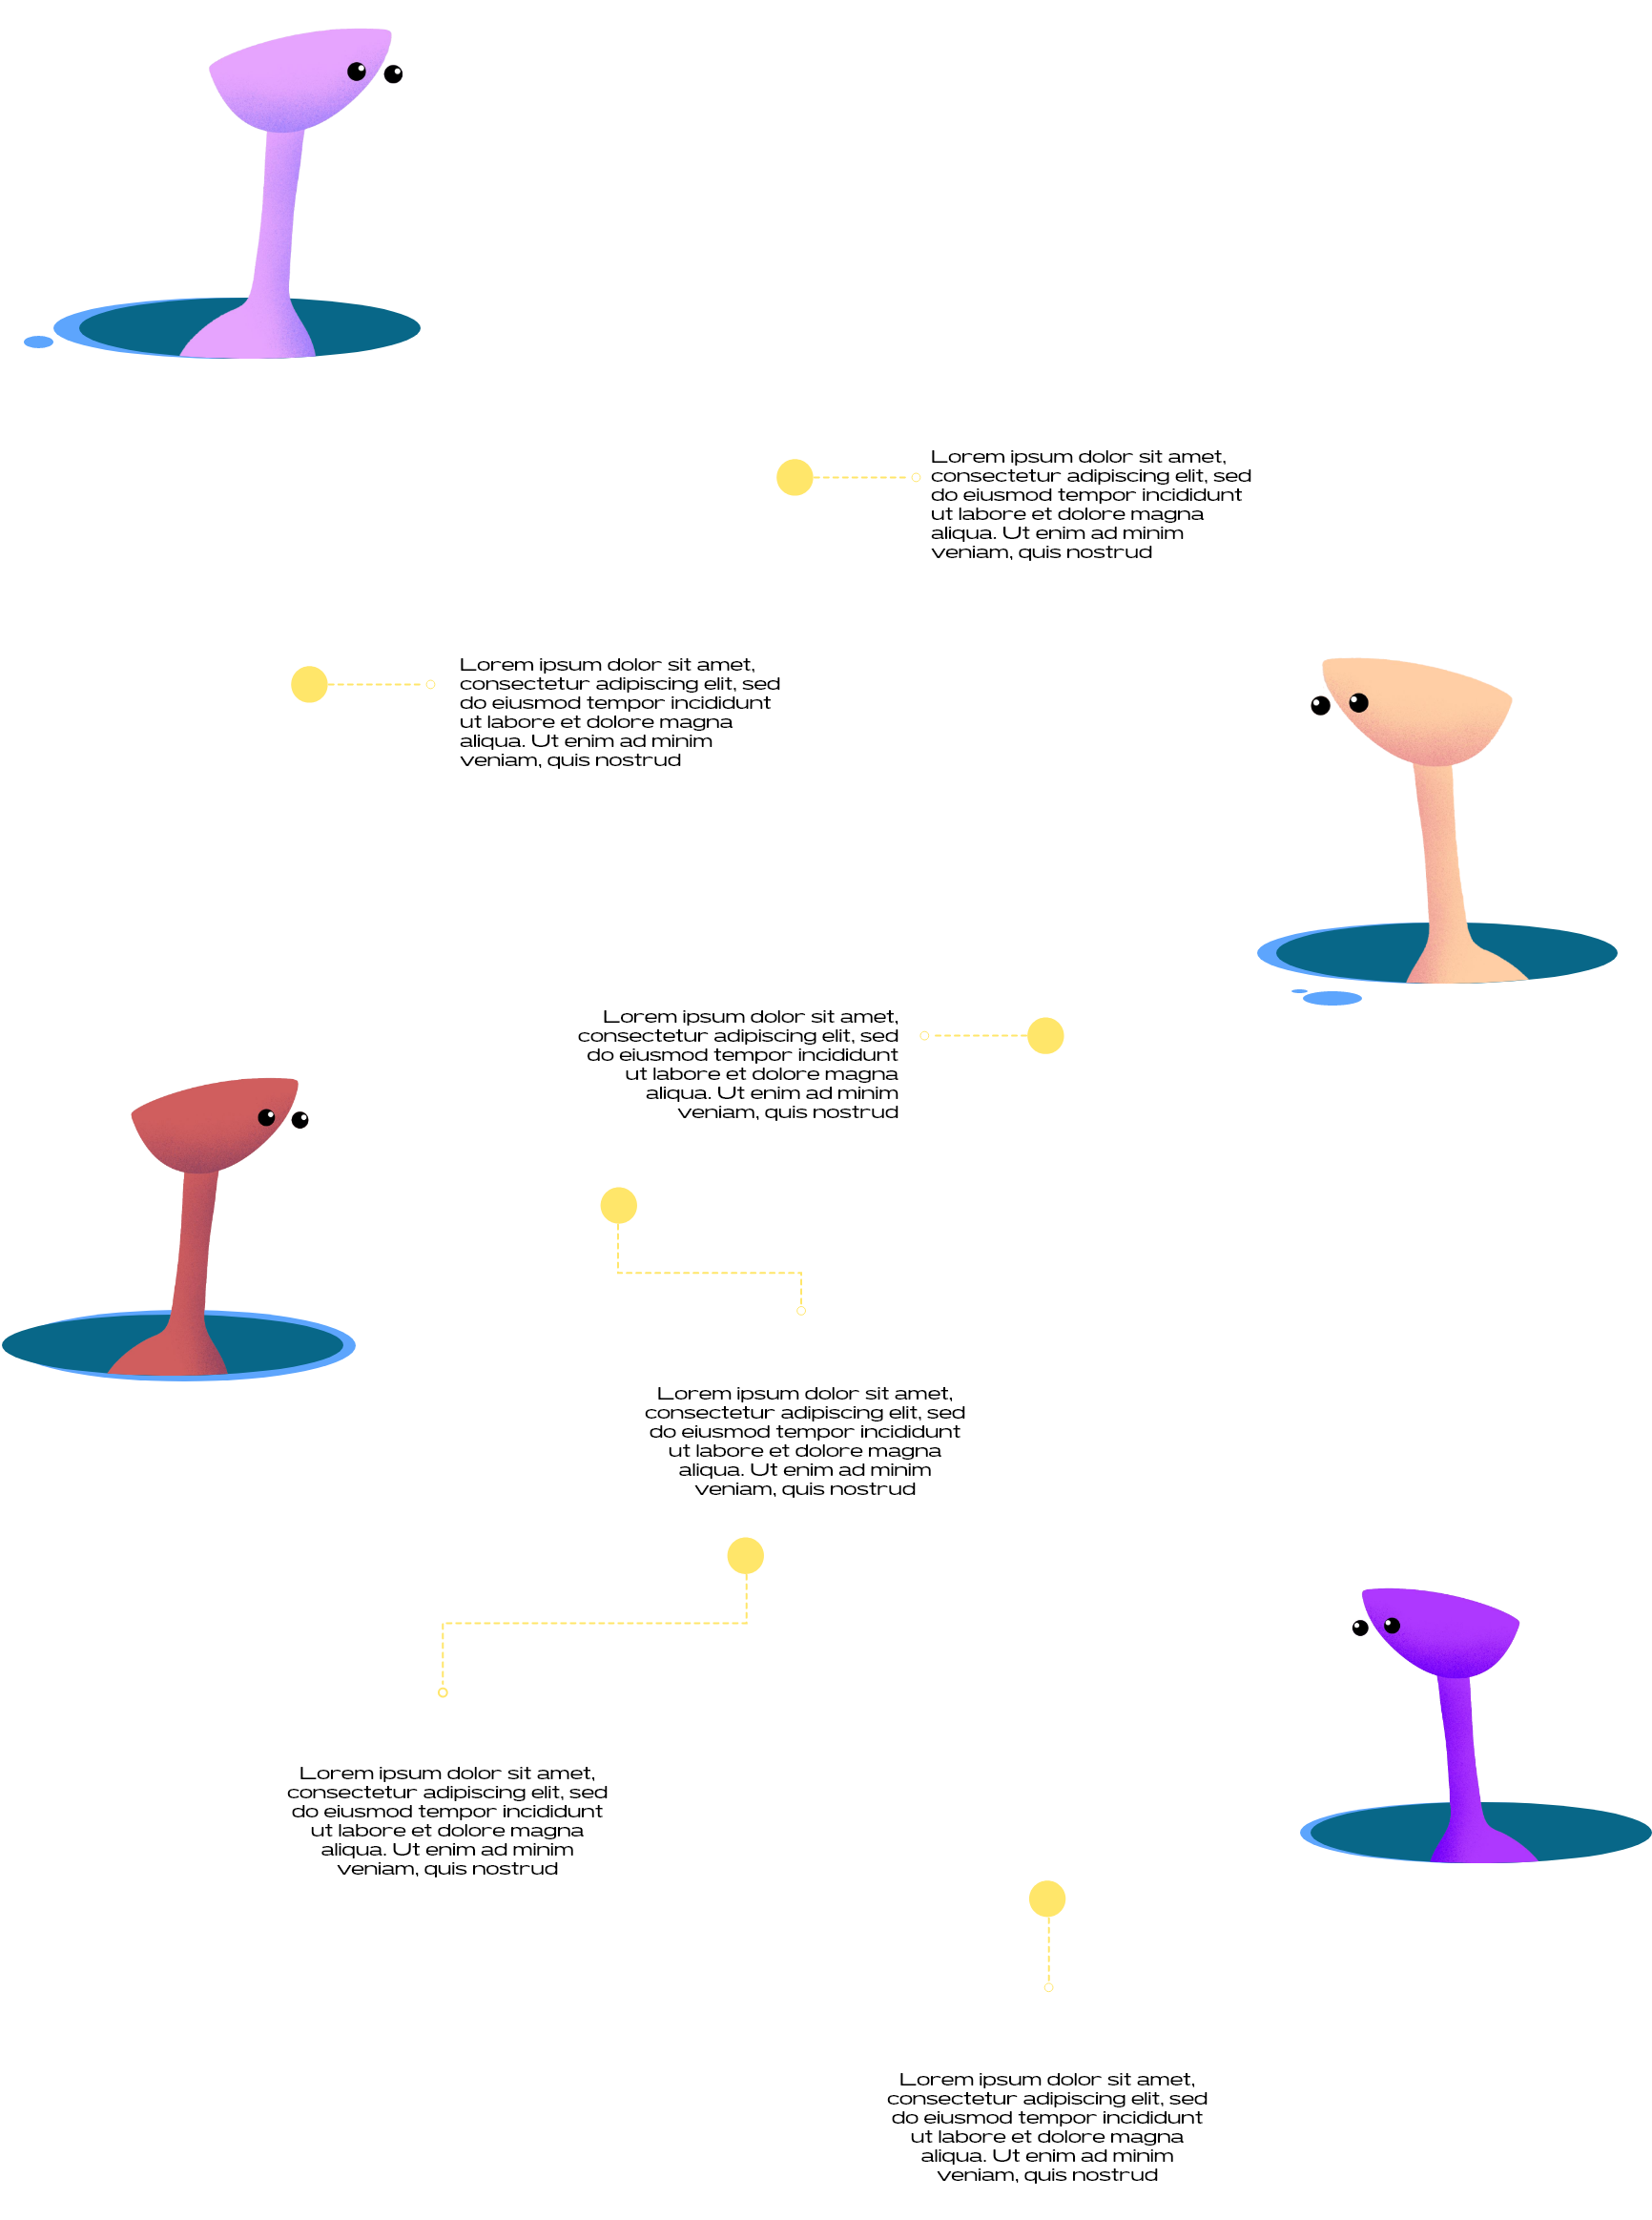 Lorem ipsum dolor sit amet,
consectetur adipiscing elit, sed
do eiusmod tempor incididunt
ut labore et dolore magna
aliqua. Ut enim ad minim
veniam, quis nostrud
Lorem ipsum dolor sit amet,
consectetur adipiscing elit, sed
do eiusmod tempor incididunt
ut labore et dolore magna
aliqua. Ut enim ad minim
veniam, quis nostrud
Lorem ipsum dolor sit amet,
consectetur adipiscing elit, sed
do eiusmod tempor incididunt
ut labore et dolore magna
aliqua. Ut enim ad minim
veniam, quis nostrud
Lorem ipsum dolor sit amet,
consectetur adipiscing elit, sed
do eiusmod tempor incididunt
ut labore et dolore magna
aliqua. Ut enim ad minim
veniam, quis nostrud
Lorem ipsum dolor sit amet,
consectetur adipiscing elit, sed
do eiusmod tempor incididunt
ut labore et dolore magna
aliqua. Ut enim ad minim
veniam, quis nostrud
Lorem ipsum dolor sit amet,
consectetur adipiscing elit, sed
do eiusmod tempor incididunt
ut labore et dolore magna
aliqua. Ut enim ad minim
veniam, quis nostrud